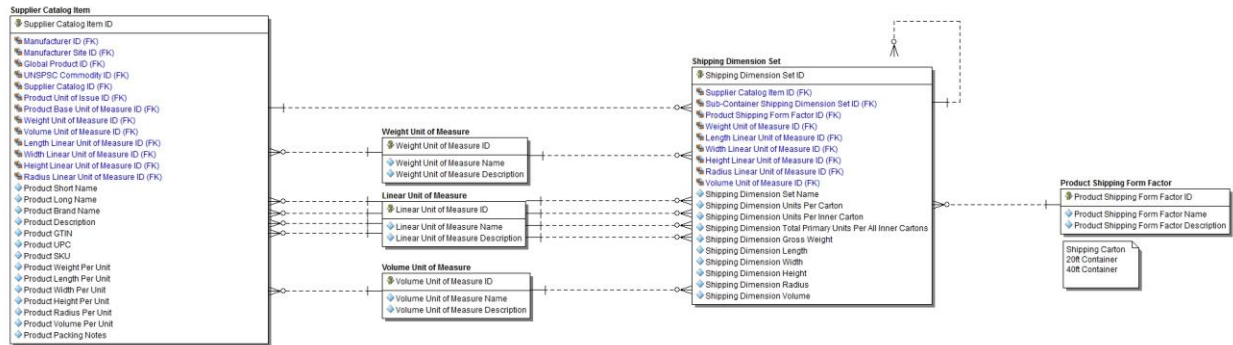 Supplier Catalog Item
Supplier Catalog Item ID
Manufacturer ID (FK)
Manufacturer Site ID (FK)
Global Product ID (FK)
UNSPSC Commodity ID (FK)
Supplier Catalog ID (FK)
Product Unit of Issue ID (FK)
Product Base Unit of Measure ID (FK)
Weight Unit of Measure ID (FK)
Volume Unit of Measure ID (FK)
Length Linear Unit of Measure ID (FK)
Width Linear Unit of Measure ID (FK)
Height Linear Unit of Measure ID (FK)
Radius Linear Unit of Measure ID (FK)
Product Short Name
Product Long Name
Product Brand Name
Product Description
Product GTIN
Product UPC
Product SKU
Product Weight Per Unit
Product Length Per Unit
Product Width Per Unit
Product Height Per Unit
Product Radius Per Unit
Product Volume Per Unit
Product Packing Notes
Weight Unit of Measure
Weight Unit of Measure ID
Weight Unit of Measure Name
Weight Unit of Measure Description
Linear Unit of Measure
Linear Unit of Measure ID
Linear Unit of Measure Name
Linear Unit of Measure Description
Volume Unit of Measure
Volume Unit of Measure ID
Volume Unit of Measure Name
Volume Unit of Measure Description
Shipping Dimension Set
Shipping Dimension Set ID
Supplier Catalog Item ID (FK)
Sub-Container Shipping Dimension Set ID (FK)
Product Shipping Form Factor ID (FK)
Weight Unit of Measure ID (FK)
Length Linear Unit of Measure ID (FK)
Width Linear Unit of Measure ID (FK)
Height Linear Unit of Measure ID (FK)
Radius Linear Unit of Measure ID (FK)
Volume Unit of Measure ID (FK)
Shipping Dimension Set Name
Shipping Dimension Units Per Carton
Shipping Dimension Units Per Inner Carton
Shipping Dimension Total Primary Units Per All Inner Cartons
Shipping Dimension Gross Weight
Shipping Dimension Length
Shipping Dimension Width
Shipping Dimension Height
Shipping Dimension Radius
Shipping Dimension Volume
Product Shipping Form Factor
Product Shipping Form Factor ID
Product Shipping Form Factor Name
Product Shipping Form Factor Description
Shipping Carton
20ft Container
40ft Container